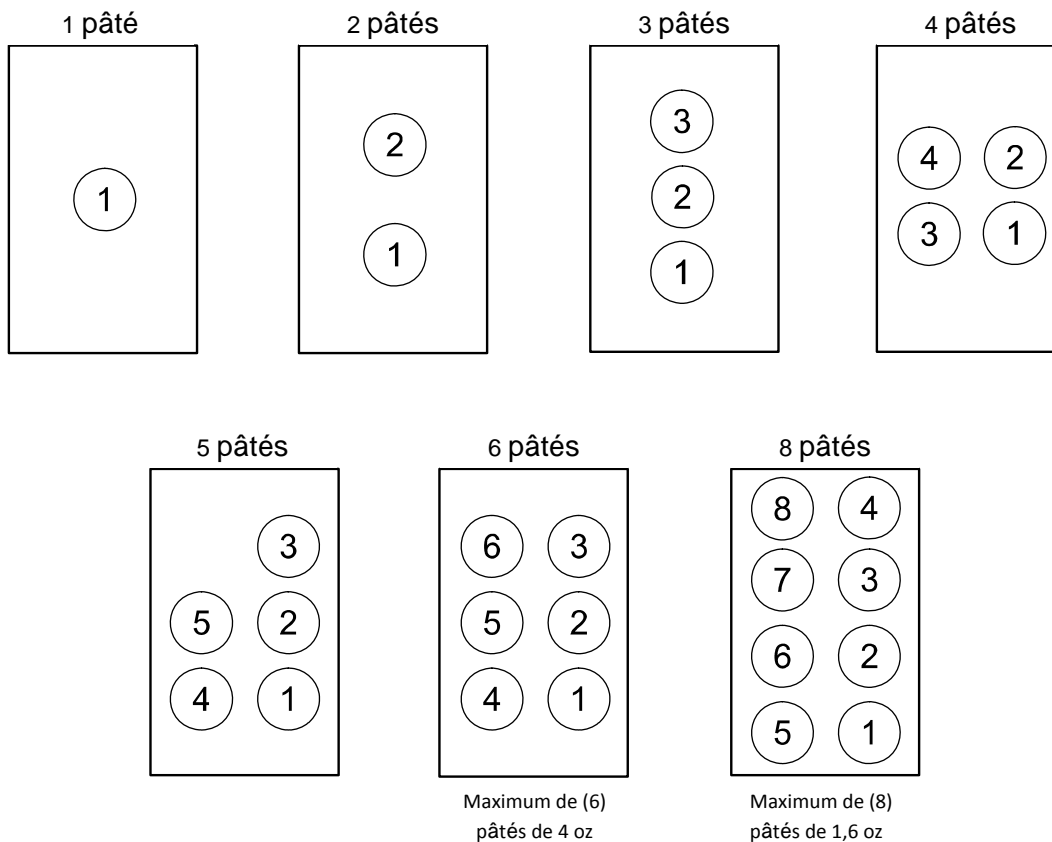 1 pâté
1
2 pâtés
2
1
3 pâtés
3
2
1
4 pâtés
4 2
3 1
5 pâtés
3
5 2
4 1
6 pâtés
6 3
5 2
4 1
Maximum de (6)
pâtés de 4 oz
8 pâtés
8 4
7 3
6 2
5 1
Maximum de (8)
pâtés de 1,6 oz